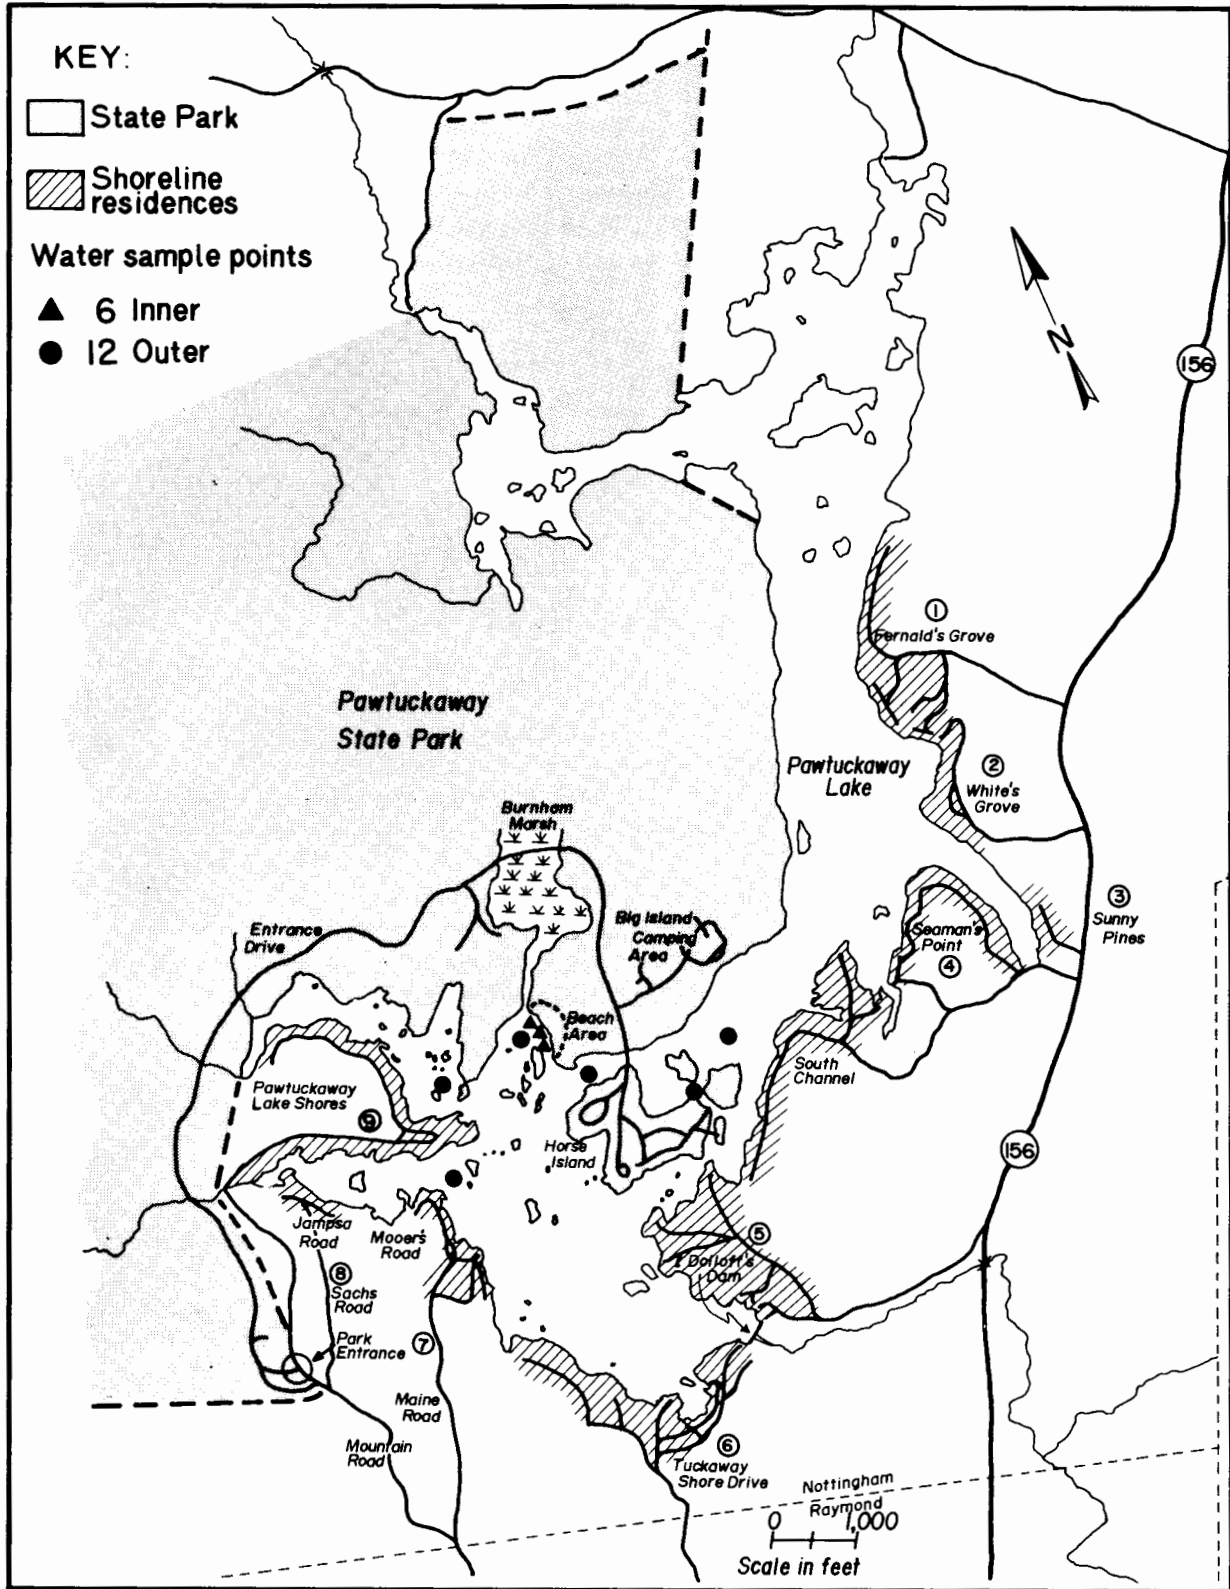 KEY:
State Park
Shoreline
residences
Water sample points
6 Inner
12 Outer
N
156
1
Fernald's Grove
Pawtuckaway
State Park
Pawtuckaway
Lake
2
White's
Grove
Burnham
Marsh
3
Sunny
Pines
Big Island
Camping
Area
Seaman's
Point
4
Entrance
Drive
Beach
Area
South
Channel
Pawtuckaway
Lake Shores
9
Horse
Island
156
Jampsa
Road
Mooer's
Road
5
Dolloff's
Dam
8
Sachs
Road
Park
Entrance
7
Maine
Road
Mountain
Road
6
Tuckaway
Shore Drive
Nottingham
Raymond
0 1,000
Scale in feet